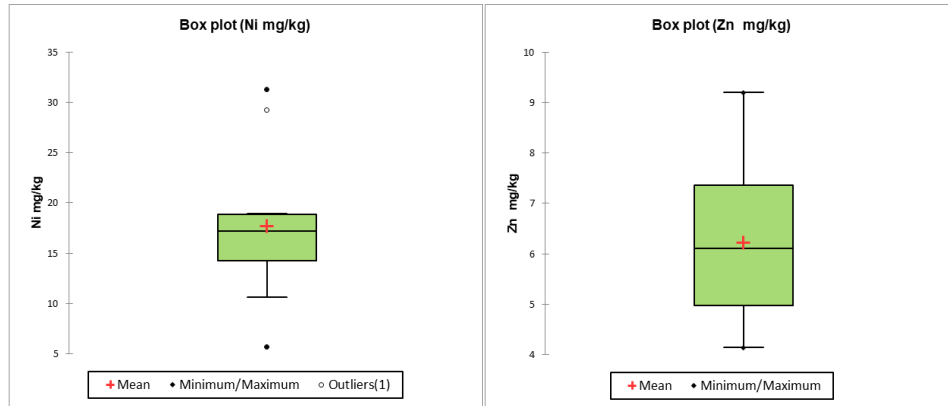 Box plot (Ni mg/kg)
35
30
25
20
15
10
5
Ni mg/kg
Mean Minimum/Maximum Outliers(1)
Box plot (Zn mg/kg)
10
9
8
7
6
5
4
Zn mg/kg
Mean Minimum/Maximum